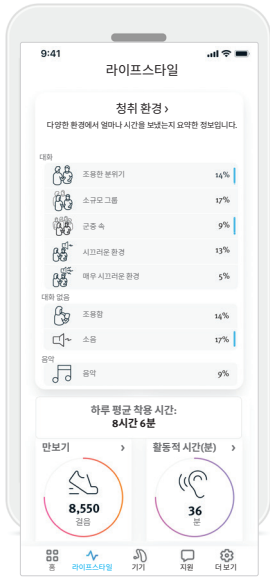 9:41
라이프스타일
청취 환경 ›
다양한 환경에서 얼마나 시간을 보냈는지 요약한 정보입니다.
대화
조용한 분위기 14%
소규모 그룹 17%
군중 속 9%
시끄러운 환경 13%
매우 시끄러운 환경 5%
대화 없음
조용함 14%
소음 17%
음악
음악 9%
하루 평균 착용 시간:
8시간 6분
만보기 › 활동적 시간(분) ›
8,550 36
걸음 분
홈 라이프스타일 기기 지원 더 보기